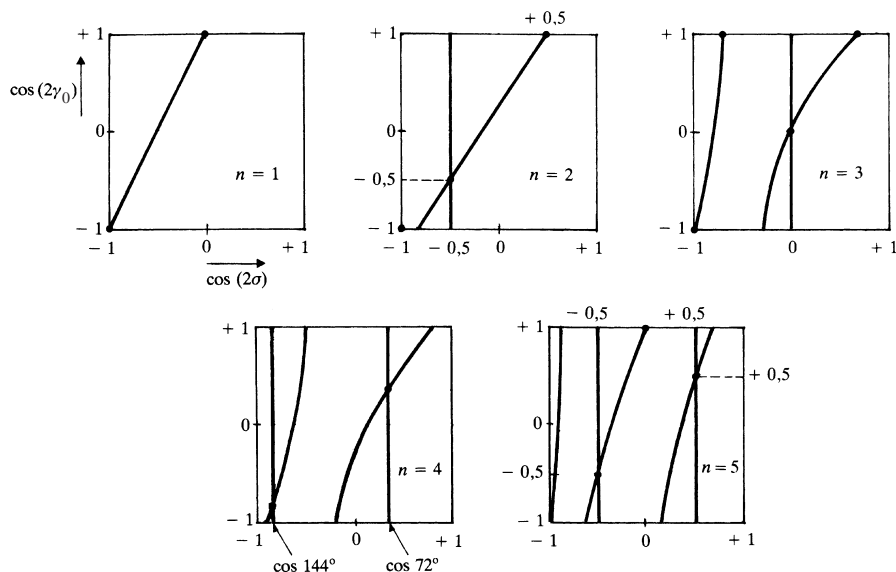 + 1
cos (2γ₀)
0
− 1
n = 1
− 1 0 + 1
cos (2σ)
+ 0,5
+ 1
0
− 0,5
− 1
n = 2
− 1 − 0,5 0 + 1
+ 1
0
− 1
n = 3
− 1 0 + 1
+ 1
0
− 1
n = 4
− 1 0 + 1
cos 144° cos 72°
− 0,5 + 0,5
+ 1
+ 0,5
0
− 0,5
− 1
n = 5
− 1 0 + 1